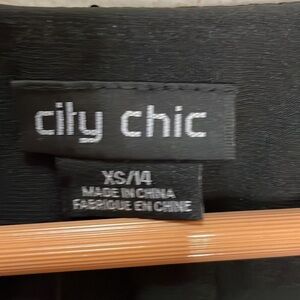 city chic
XS/14
MADE IN CHINA
FABRIQUE EN CHINE